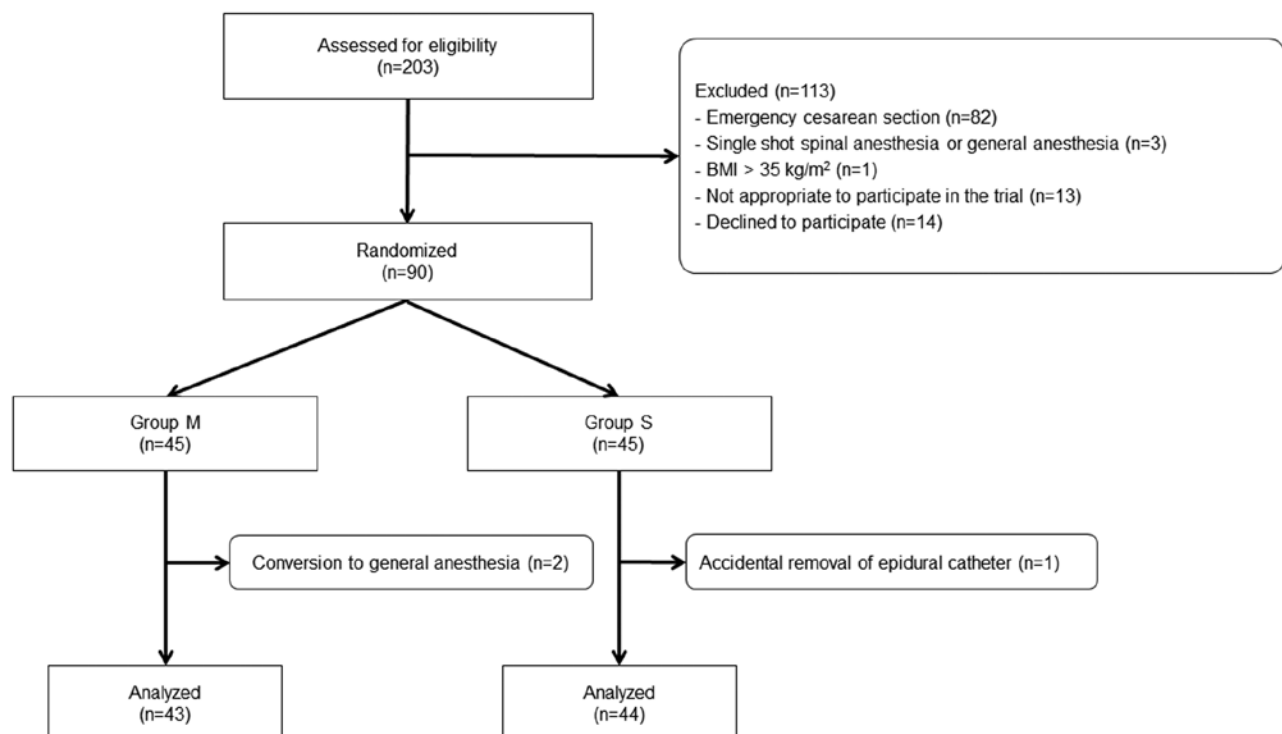 Assessed for eligibility
(n=203)
Excluded (n=113)
- Emergency cesarean section (n=82)
- Single shot spinal anesthesia or general anesthesia (n=3)
- BMI > 35 kg/m² (n=1)
- Not appropriate to participate in the trial (n=13)
- Declined to participate (n=14)
Randomized
(n=90)
Group M
(n=45)
Group S
(n=45)
Conversion to general anesthesia (n=2)
Accidental removal of epidural catheter (n=1)
Analyzed
(n=43)
Analyzed
(n=44)